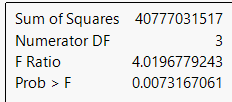 Sum of Squares 40777031517
Numerator DF 3
F Ratio 4.0196779243
Prob > F 0.0073167061